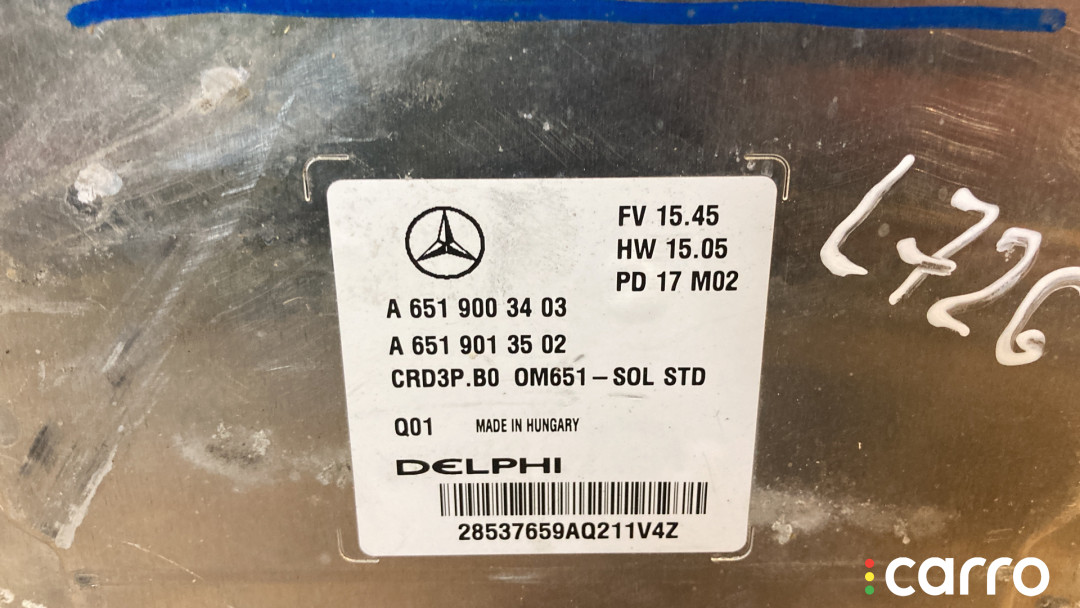 FV 15.45
HW 15.05
PD 17 M02
A 651 900 34 03
A 651 901 35 02
CRD3P.B0 OM651-SOL STD
Q01 MADE IN HUNGARY
DELPHI
28537659AQ211V4Z
L726
carro